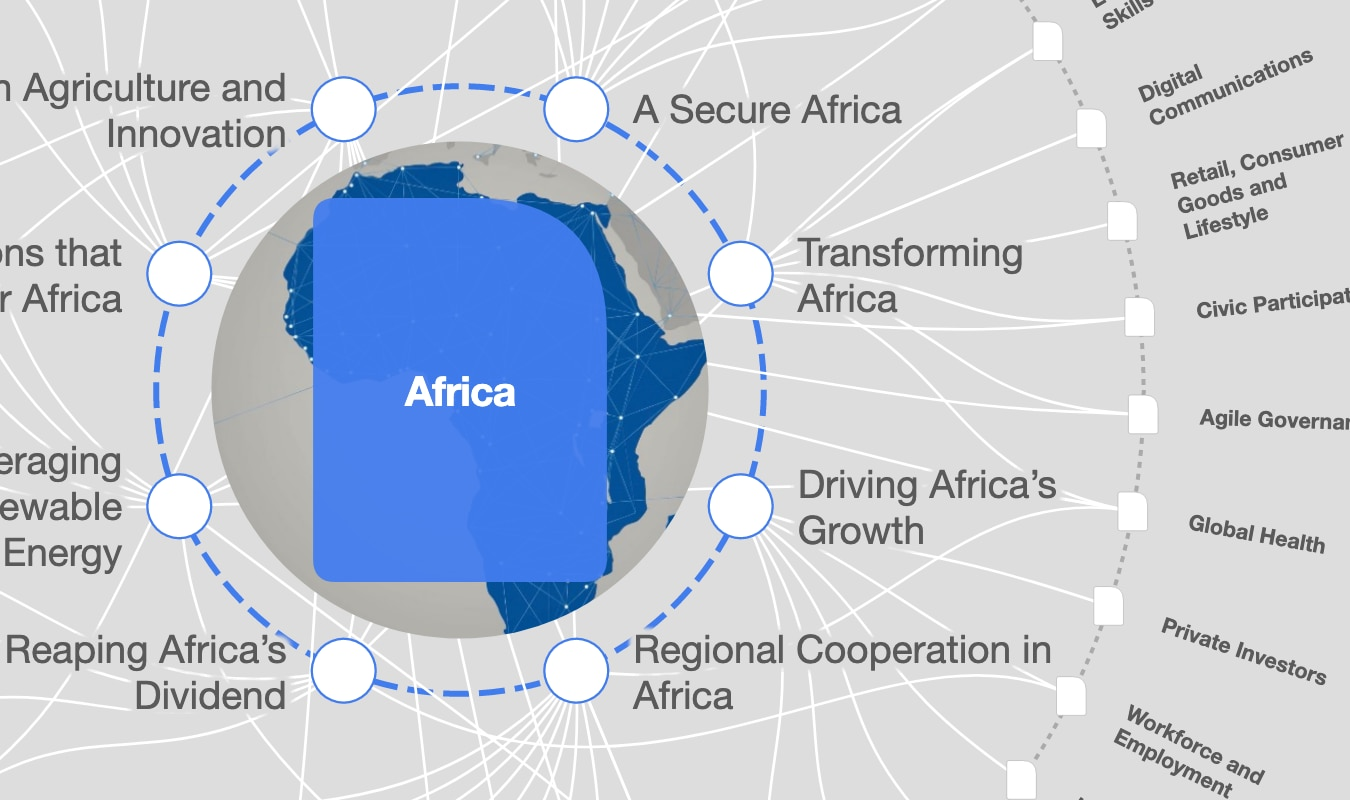 Skills
Digital
Communications
Retail, Consumer
Goods and
Lifestyle
Civic Participat
Agile Governan
Global Health
Private Investors
Workforce and
Employment
n Agriculture and
Innovation
A Secure Africa
ons that
r Africa
Transforming
Africa
Africa
eraging
ewable
Energy
Driving Africa’s
Growth
Reaping Africa’s
Dividend
Regional Cooperation in
Africa